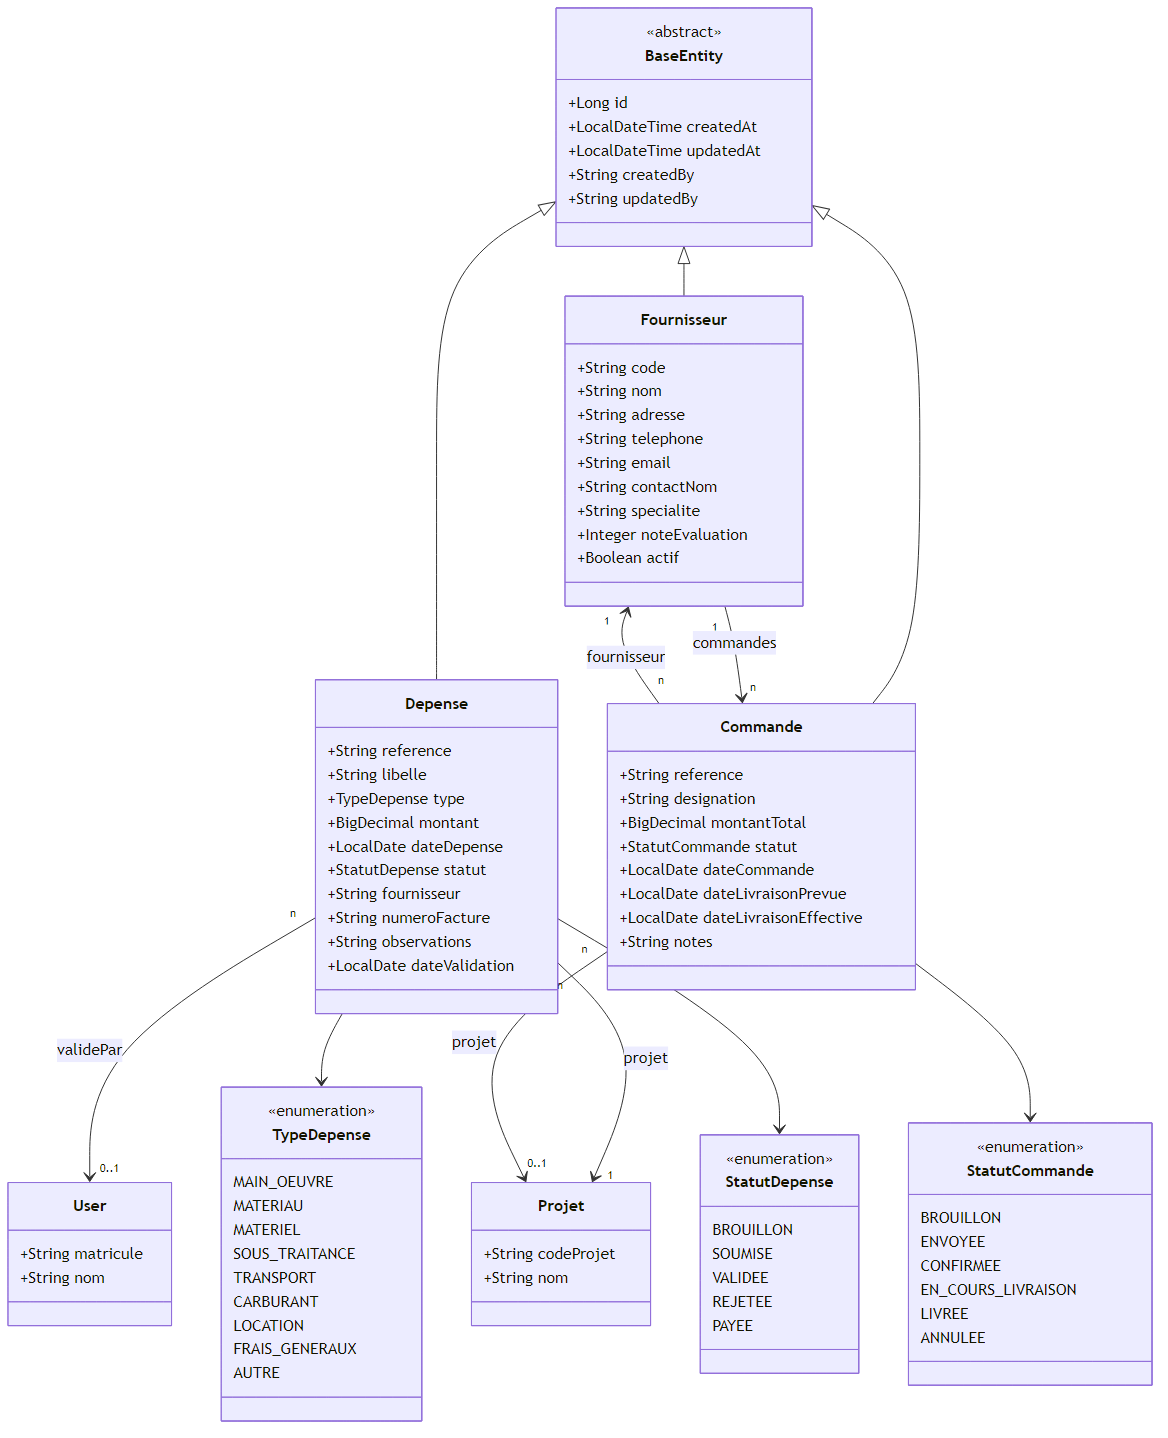 «abstract»
BaseEntity
+Long id
+LocalDateTime createdAt
+LocalDateTime updatedAt
+String createdBy
+String updatedBy
Fournisseur
+String code
+String nom
+String adresse
+String telephone
+String email
+String contactNom
+String specialite
+Integer noteEvaluation
+Boolean actif
1
1
commandes
fournisseur
n
n
Depense
+String reference
+String libelle
+TypeDepense type
+BigDecimal montant
+LocalDate dateDepense
+StatutDepense statut
+String fournisseur
+String numeroFacture
+String observations
+LocalDate dateValidation
Commande
+String reference
+String designation
+BigDecimal montantTotal
+StatutCommande statut
+LocalDate dateCommande
+LocalDate dateLivraisonPrevue
+LocalDate dateLivraisonEffective
+String notes
n
n
n
validePar
projet
projet
0..1
0..1
1
User
+String matricule
+String nom
«enumeration»
TypeDepense
MAIN_OEUVRE
MATERIAU
MATERIEL
SOUS_TRAITANCE
TRANSPORT
CARBURANT
LOCATION
FRAIS_GENERAUX
AUTRE
Projet
+String codeProjet
+String nom
«enumeration»
StatutDepense
BROUILLON
SOUMISE
VALIDEE
REJETEE
PAYEE
«enumeration»
StatutCommande
BROUILLON
ENVOYEE
CONFIRMEE
EN_COURS_LIVRAISON
LIVREE
ANNULEE